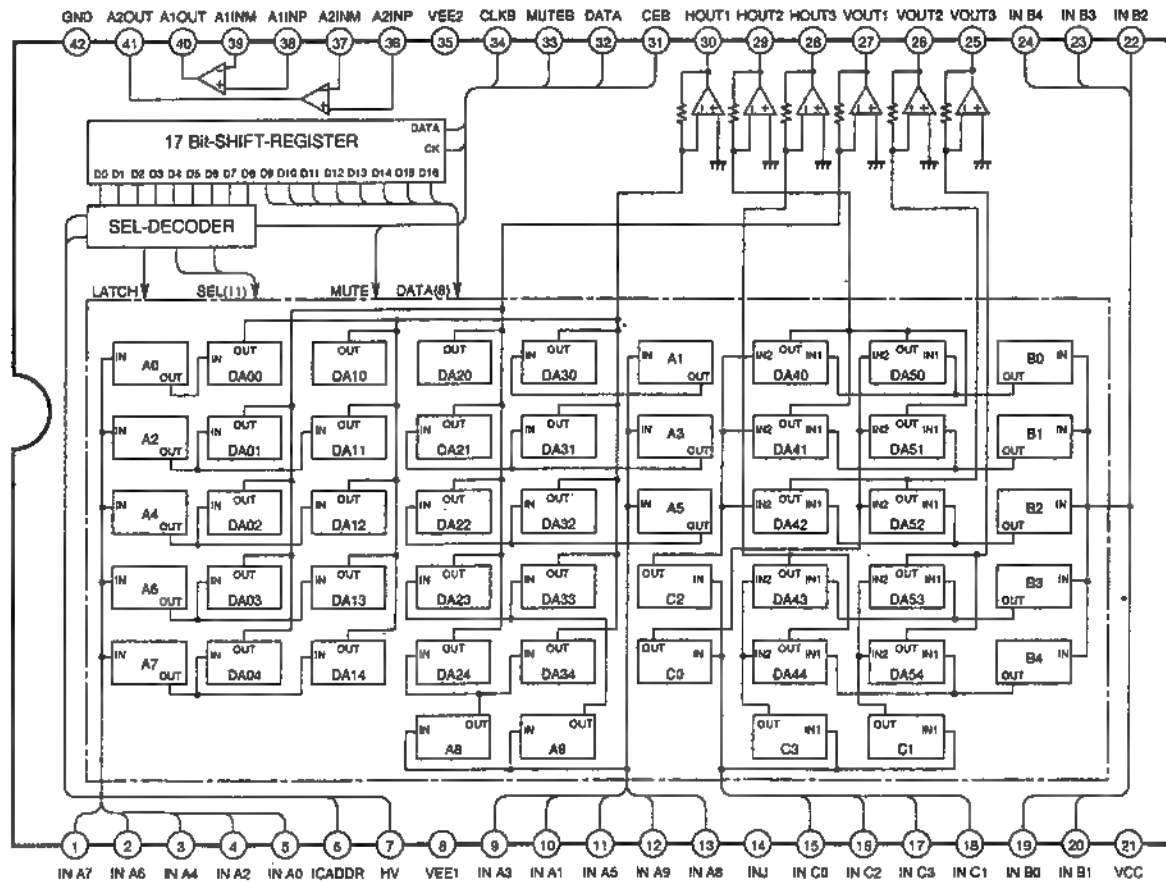 GND A2OUT A1OUT A1INM A1INP A2INM A2INP VEE2 CLKB MUTEB DATA CEB HOUT1 HOUT2 HOUT3 VOUT1 VOUT2 VOUT3 IN B4 IN B3 IN B2
42 41 40 39 38 37 36 35 34 33 32 31 30 29 28 27 26 25 24 23 22
DATA
17 Bit-SHIFT-REGISTER
CK
D0 D1 D2 D3 D4 D5 D6 D7 D8 D9 D10 D11 D12 D13 D14 D15 D16
SEL-DECODER
LATCH SEL(11) MUTE DATA(8)
IN A0 OUT IN OUT DA00 OUT DA10 OUT DA20 IN OUT DA30 IN A1 OUT IN2 OUT IN1 DA40 IN2 OUT IN1 DA50 B0 IN OUT
IN A2 OUT IN OUT DA01 IN OUT DA11 IN OUT DA21 IN OUT DA31 IN A3 OUT IN2 OUT IN1 DA41 IN2 OUT IN1 DA51 B1 IN OUT
IN A4 OUT IN OUT DA02 IN OUT DA12 IN OUT DA22 IN OUT DA32 IN A5 OUT IN2 OUT IN1 DA42 IN2 OUT IN1 DA52 B2 IN OUT
IN A6 OUT IN OUT DA03 IN OUT DA13 IN OUT DA23 IN OUT DA33 OUT IN C2 IN2 OUT IN1 DA43 IN2 OUT IN1 DA53 B3 IN OUT
IN A7 OUT IN OUT DA04 IN OUT DA14 IN OUT DA24 IN OUT DA34 OUT IN C0 IN2 OUT IN1 DA44 IN2 OUT IN1 DA54 B4 IN OUT
IN OUT A8 IN OUT A9 OUT IN1 C3 OUT IN1 C1
1 2 3 4 5 6 7 8 9 10 11 12 13 14 15 16 17 18 19 20 21
IN A7 IN A6 IN A4 IN A2 IN A0 ICADDR HV VEE1 IN A3 IN A1 IN A5 IN A9 IN A8 INJ IN C0 IN C2 IN C3 IN C1 IN B0 IN B1 VCC